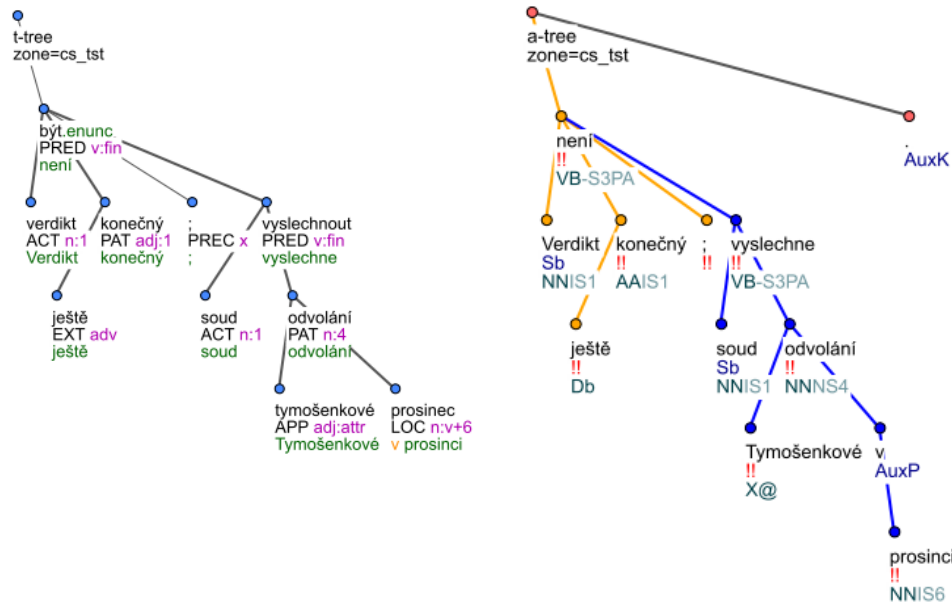 t-tree
zone=cs_tst
být.enunc
PRED v:fin
není
verdikt
ACT n:1
Verdikt
konečný
PAT adj:1
konečný
;
PREC x
;
vyslechnout
PRED v:fin
vyslechne
ještě
EXT adv
ještě
soud
ACT n:1
soud
odvolání
PAT n:4
odvolání
tymošenkové
APP adj:attr
Tymošenkové
prosinec
LOC n:v+6
v prosinci
a-tree
zone=cs_tst
.
AuxK
není
!!
VB-S3PA
Verdikt
Sb
NNIS1
konečný
!!
AAIS1
;
!!
vyslechne
!!
VB-S3PA
ještě
!!
Db
soud
Sb
NNIS1
odvolání
!!
NNNS4
Tymošenkové
!!
X@
v
AuxP
prosinci
!!
NNIS6